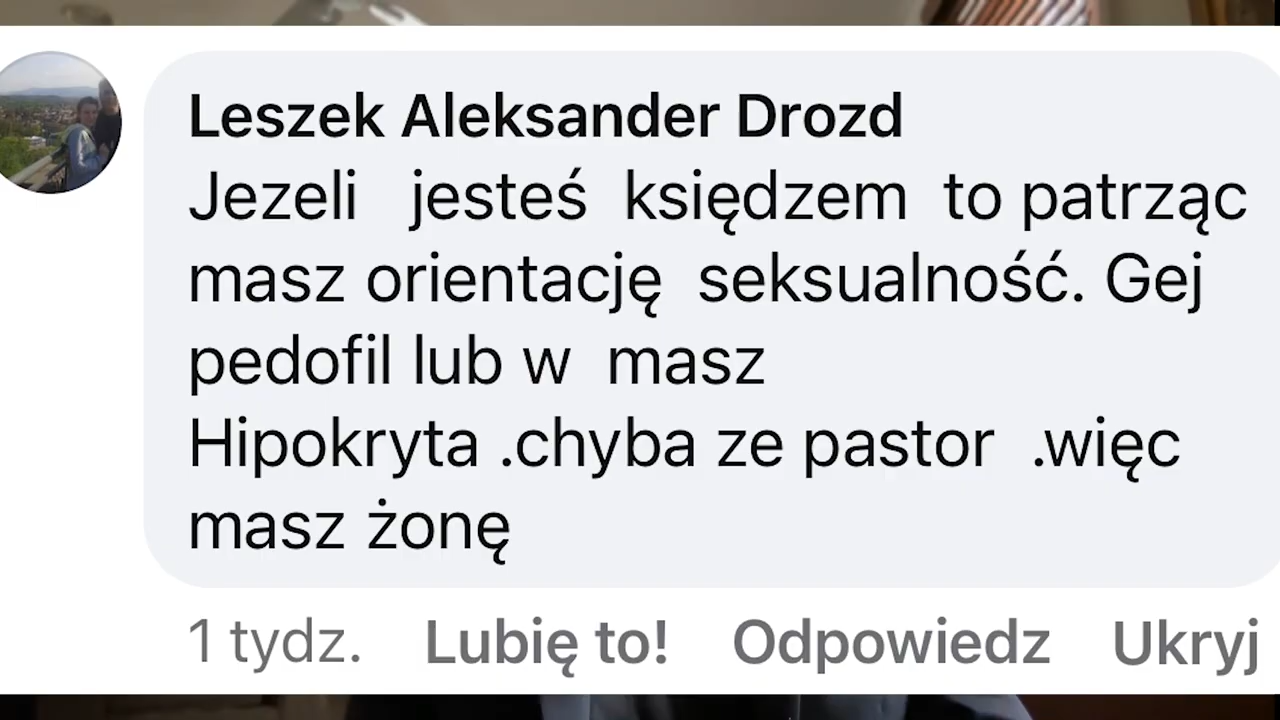 Leszek Aleksander Drozd
Jezeli jesteś księdzem to patrząc
masz orientację seksualność. Gej
pedofil lub w masz
Hipokryta .chyba ze pastor .więc
masz żonę
1 tydz. Lubię to! Odpowiedz Ukryj